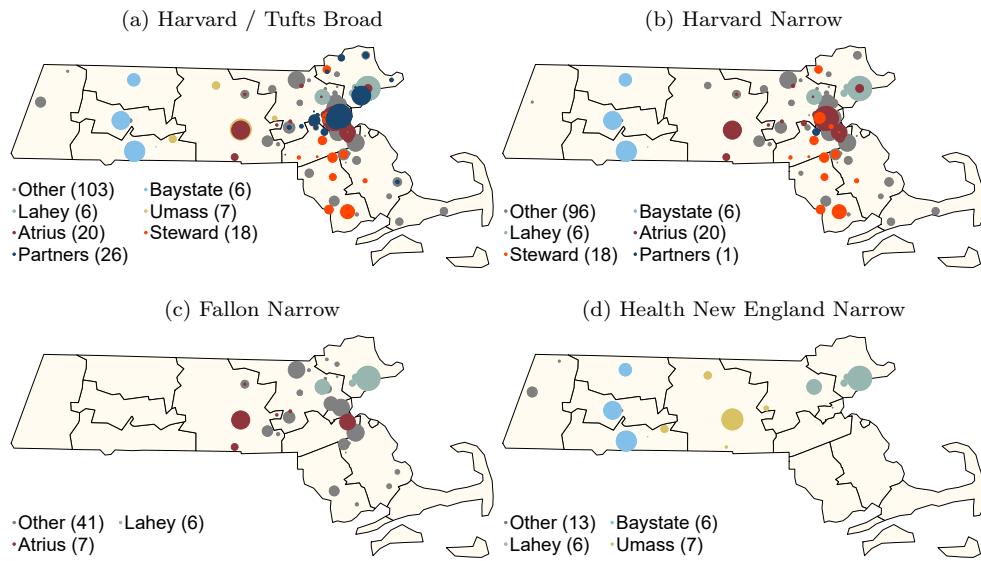 (a) Harvard / Tufts Broad
Other (103) Baystate (6)
Lahey (6) Umass (7)
Atrius (20) Steward (18)
Partners (26)
(b) Harvard Narrow
Other (96) Baystate (6)
Lahey (6) Atrius (20)
Steward (18) Partners (1)
(c) Fallon Narrow
Other (41) Lahey (6)
Atrius (7)
(d) Health New England Narrow
Other (13) Baystate (6)
Lahey (6) Umass (7)